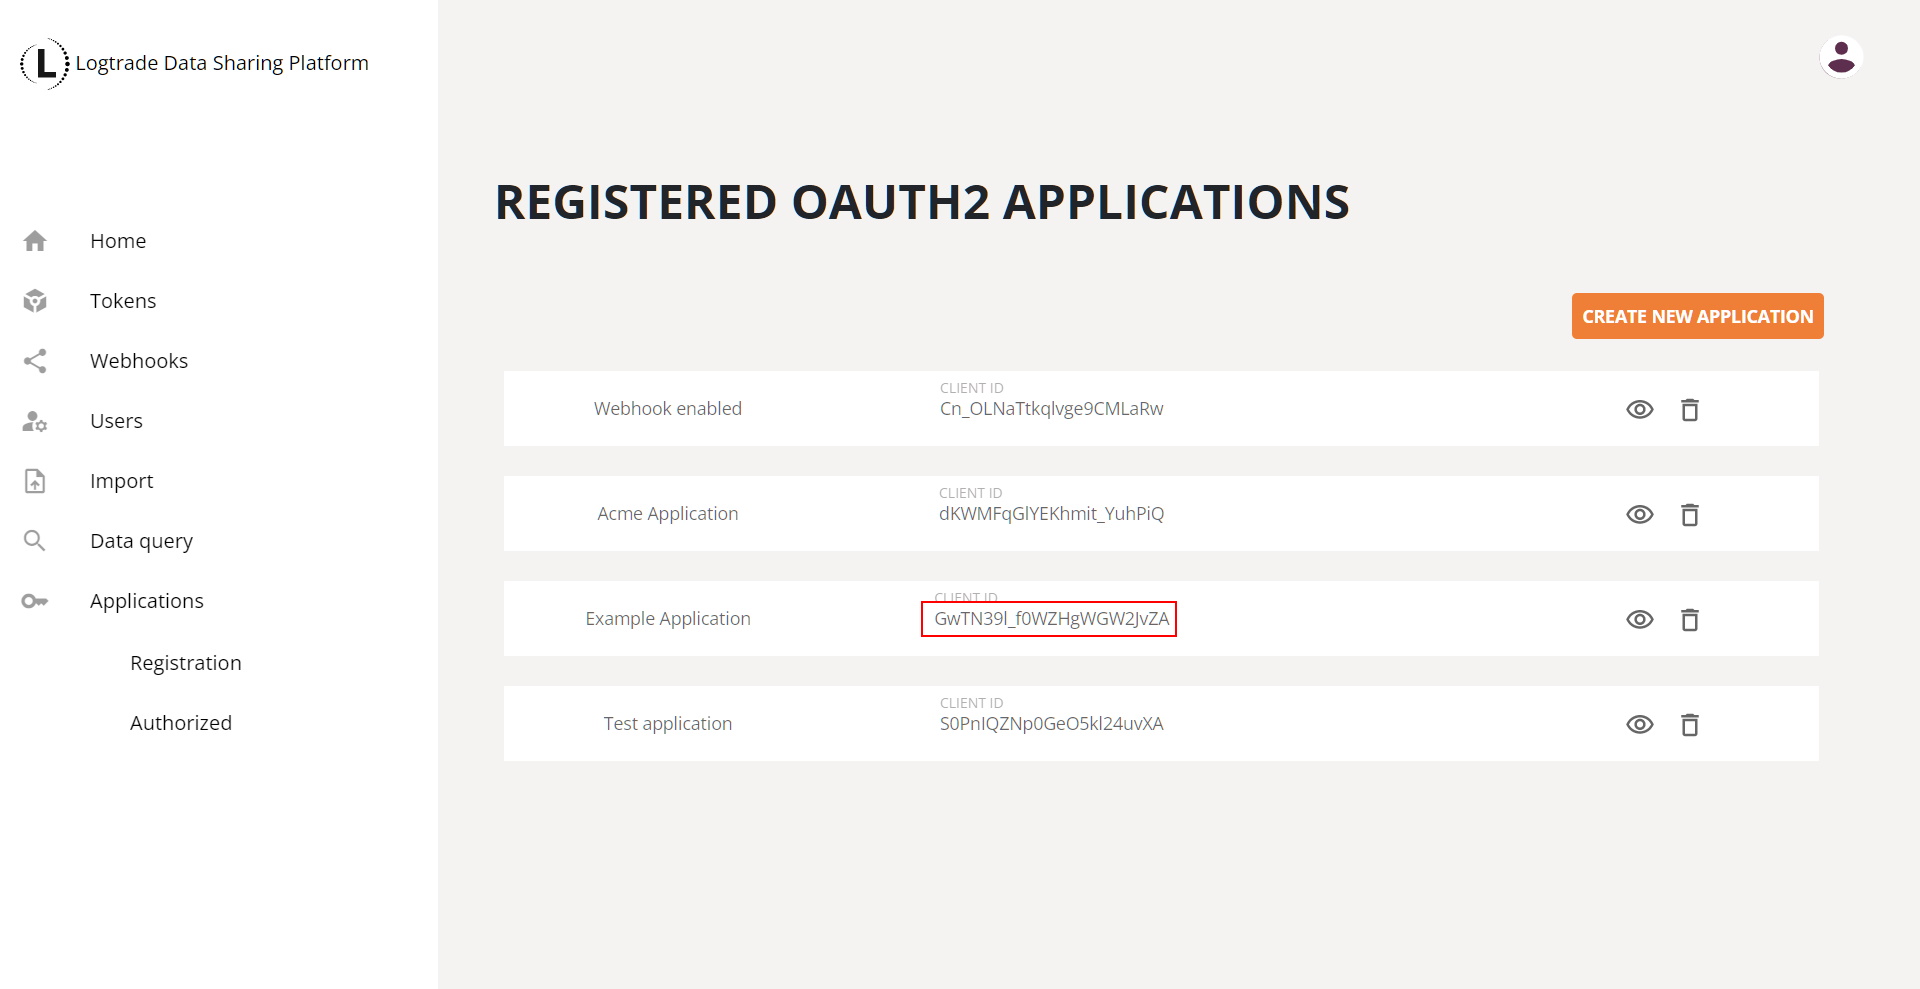 Logtrade Data Sharing Platform
Home
Tokens
Webhooks
Users
Import
Data query
Applications
Registration
Authorized
REGISTERED OAUTH2 APPLICATIONS
CREATE NEW APPLICATION
Webhook enabled
CLIENT ID
Cn_OLNaTtkqlvge9CMLaRw
Acme Application
CLIENT ID
dKWMFqGlYEKhmit_YuhPiQ
Example Application
CLIENT ID
GwTN39l_f0WZHgWGW2JvZA
Test application
CLIENT ID
S0PnIQZNp0GeO5kl24uvXA